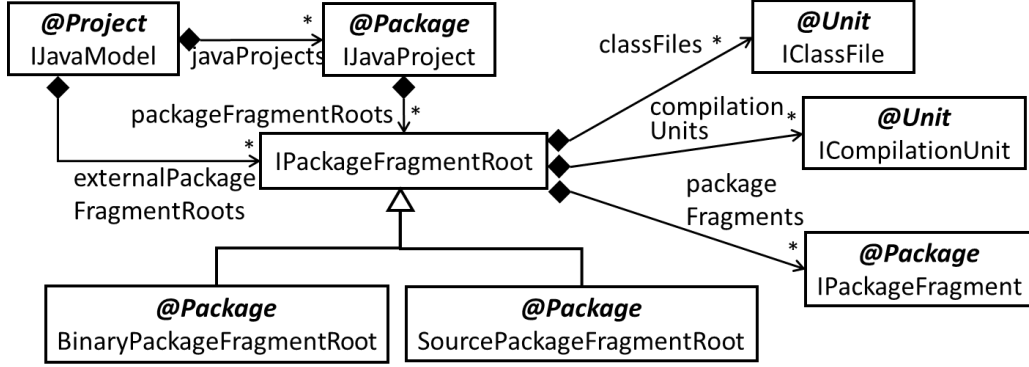 @Project
IJavaModel
*
javaProjects
@Package
IJavaProject
classFiles *
@Unit
IClassFile
packageFragmentRoots *
compilation
Units
*
@Unit
ICompilationUnit
*
IPackageFragmentRoot
externalPackage
FragmentRoots
package
Fragments
*
@Package
IPackageFragment
@Package
BinaryPackageFragmentRoot
@Package
SourcePackageFragmentRoot